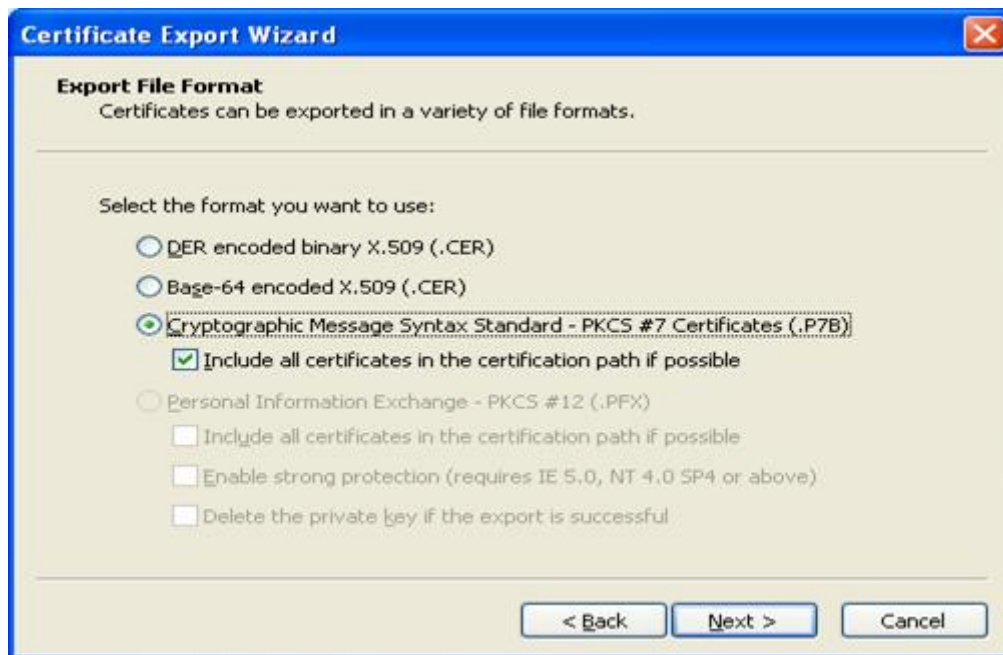 Certificate Export Wizard
Export File Format
Certificates can be exported in a variety of file formats.
Select the format you want to use:
DER encoded binary X.509 (.CER)
Base-64 encoded X.509 (.CER)
Cryptographic Message Syntax Standard - PKCS #7 Certificates (.P7B)
Include all certificates in the certification path if possible
Personal Information Exchange - PKCS #12 (.PFX)
Include all certificates in the certification path if possible
Enable strong protection (requires IE 5.0, NT 4.0 SP4 or above)
Delete the private key if the export is successful
< Back Next > Cancel